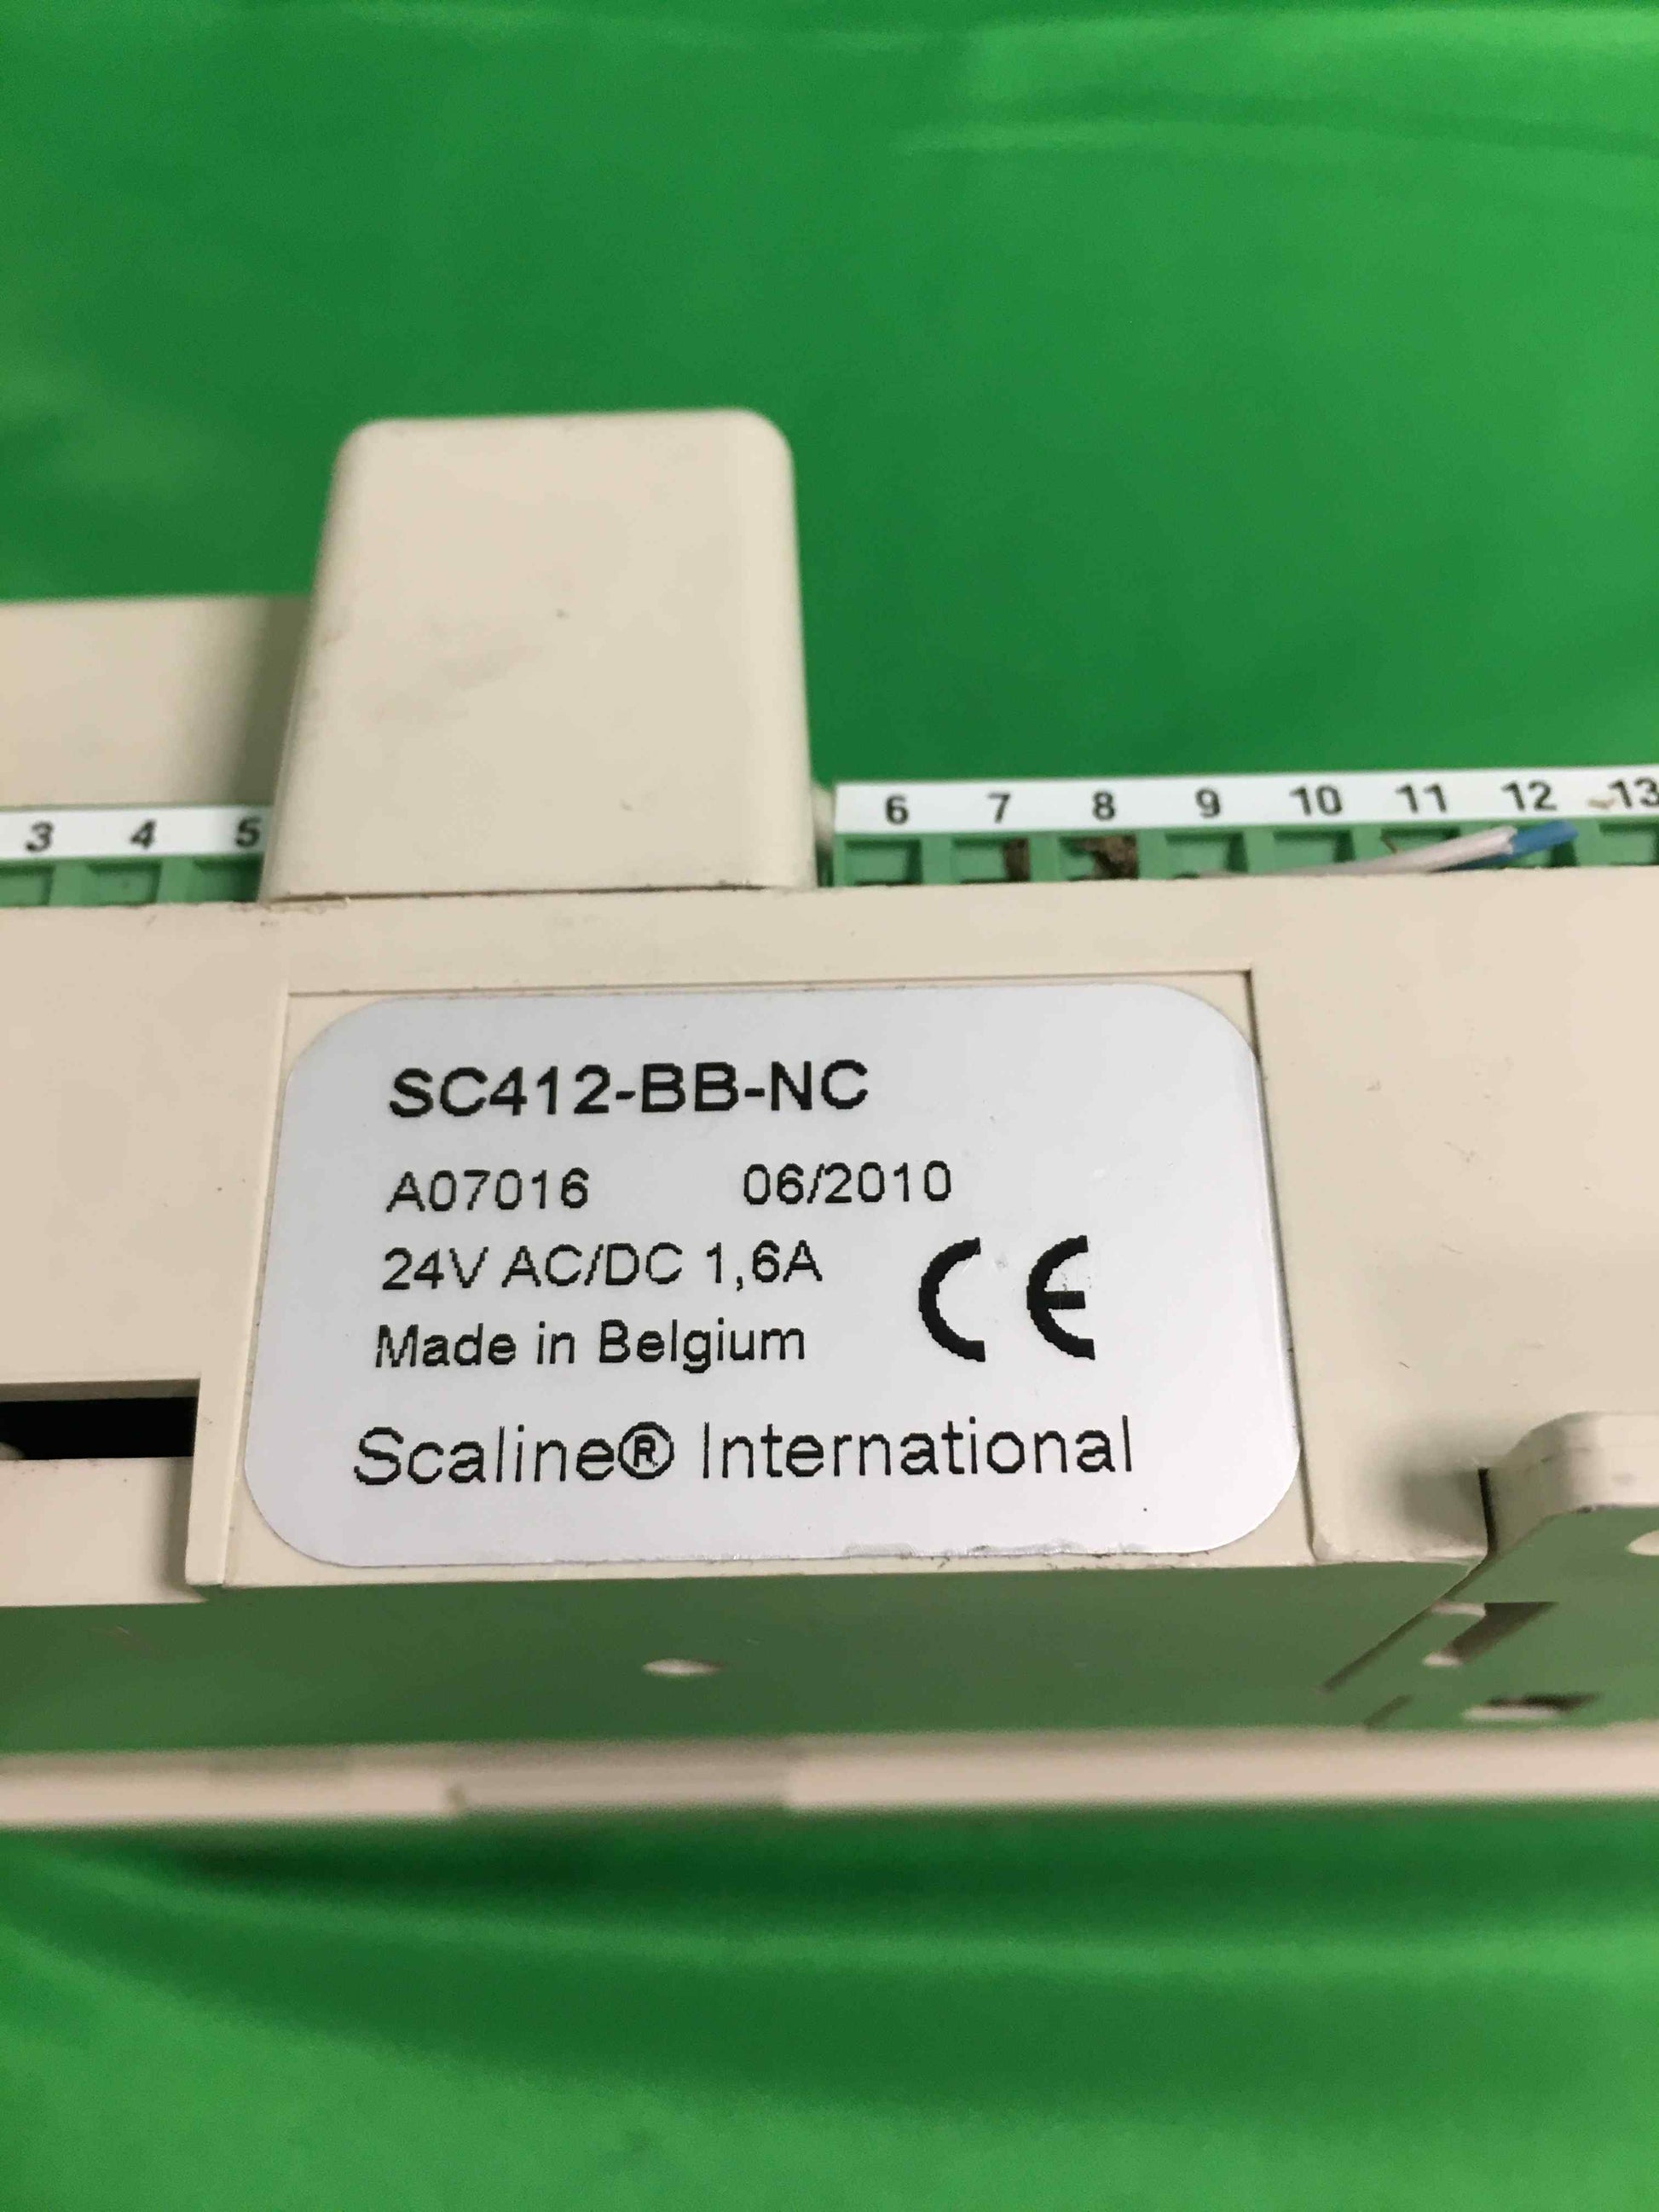 3 4 5
6 7 8 9 10 11 12 13
SC412-BB-NC
A07016 06/2010
24V AC/DC 1,6A
CE
Made in Belgium
Scaline® International